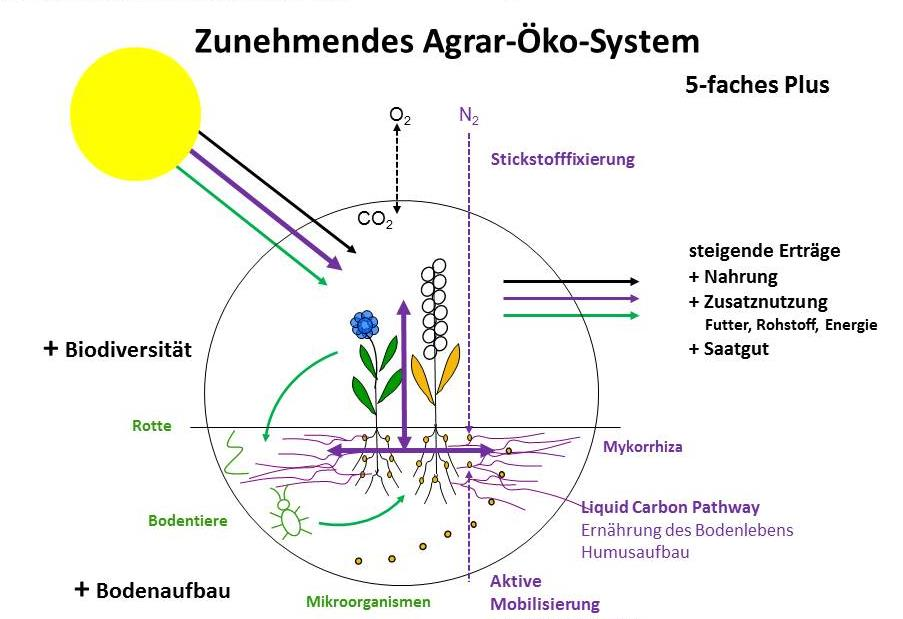 Zunehmendes Agrar-Öko-System
5-faches Plus
O₂
N₂
Stickstofffixierung
CO₂
steigende Erträge
+ Nahrung
+ Zusatznutzung
Futter, Rohstoff, Energie
+ Saatgut
+ Biodiversität
Rotte
Mykorrhiza
Bodentiere
Liquid Carbon Pathway
Ernährung des Bodenlebens
Humusaufbau
+ Bodenaufbau
Mikroorganismen
Aktive
Mobilisierung